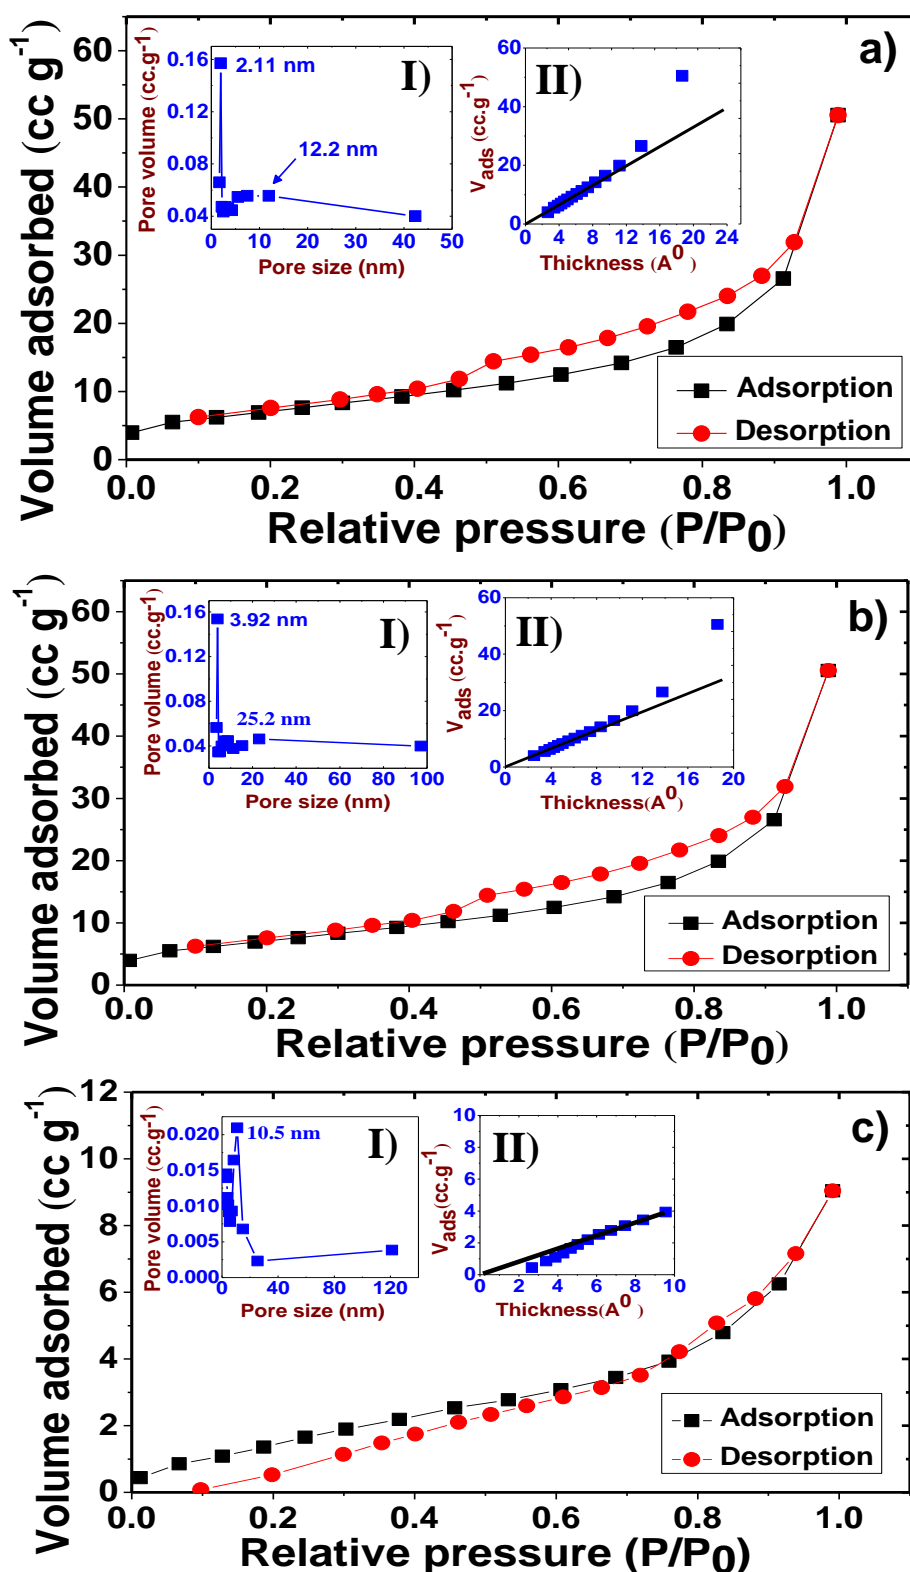 a)
Volume adsorbed (cc g-1)
60
50
40
30
20
10
0
0.0 0.2 0.4 0.6 0.8 1.0
Relative pressure (P/P0)
Adsorption
Desorption
I)
Pore volume (cc.g-1)
0.16
0.12
0.08
0.04
2.11 nm
12.2 nm
0 10 20 30 40 50
Pore size (nm)
II)
Vads (cc.g-1)
60
40
20
0
0 4 8 12 16 20 24
Thickness (A0)
b)
Volume adsorbed (cc g-1)
60
50
40
30
20
10
0
0.0 0.2 0.4 0.6 0.8 1.0
Relative pressure (P/P0)
Adsorption
Desorption
I)
Pore volume (cc.g-1)
0.16
0.12
0.08
0.04
3.92 nm
25.2 nm
0 20 40 60 80 100
Pore size (nm)
II)
Vads (cc.g-1)
60
40
20
0
0 4 8 12 16 20
Thickness(A0)
c)
Volume adsorbed (cc g-1)
12
10
8
6
4
2
0
0.0 0.2 0.4 0.6 0.8 1.0
Relative pressure (P/P0)
Adsorption
Desorption
I)
Pore volume (cc.g-1)
0.020
0.015
0.010
0.005
0.000
10.5 nm
0 40 80 120
Pore size (nm)
II)
Vads(cc.g-1)
10
8
6
4
2
0
0 2 4 6 8 10
Thickness(A0)